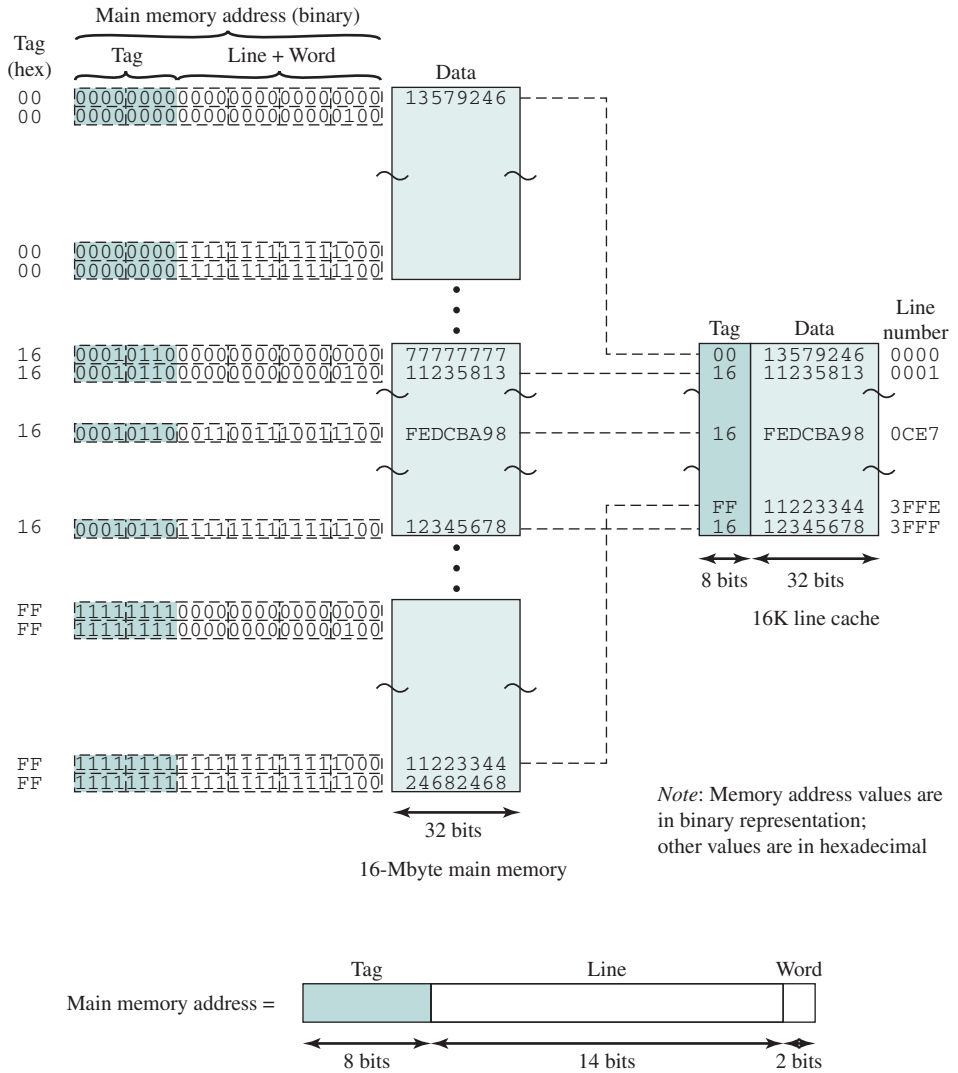 Main memory address (binary)
Tag
(hex)
Tag Line + Word
Data
00 000000000000000000000000 13579246
00 000000000000000000000100
00 000000001111111111111000
00 000000001111111111111100
Line
Tag Data number
16 000101100000000000000000 77777777 00 13579246 0000
16 000101100000000000000100 11235813 16 11235813 0001
16 000101100011001110011100 FEDCBA98 16 FEDCBA98 0CE7
FF 11223344 3FFE
16 000101101111111111111100 12345678 16 12345678 3FFF
8 bits 32 bits
16K line cache
FF 111111110000000000000000
FF 111111110000000000000100
FF 111111111111111111111000 11223344
FF 111111111111111111111100 24682468
32 bits
16-Mbyte main memory
Note: Memory address values are
in binary representation;
other values are in hexadecimal
Tag Line Word
Main memory address =
8 bits 14 bits 2 bits